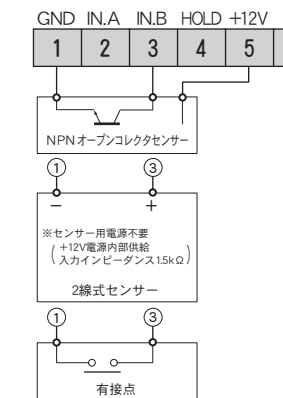 GND IN.A IN.B HOLD +12V
1 2 3 4 5
NPNオープンコレクタセンサー
① ③
− +
※センサー用電源不要
(+12V電源内部供給
入力インピーダンス1.5kΩ)
2線式センサー
① ③
有接点